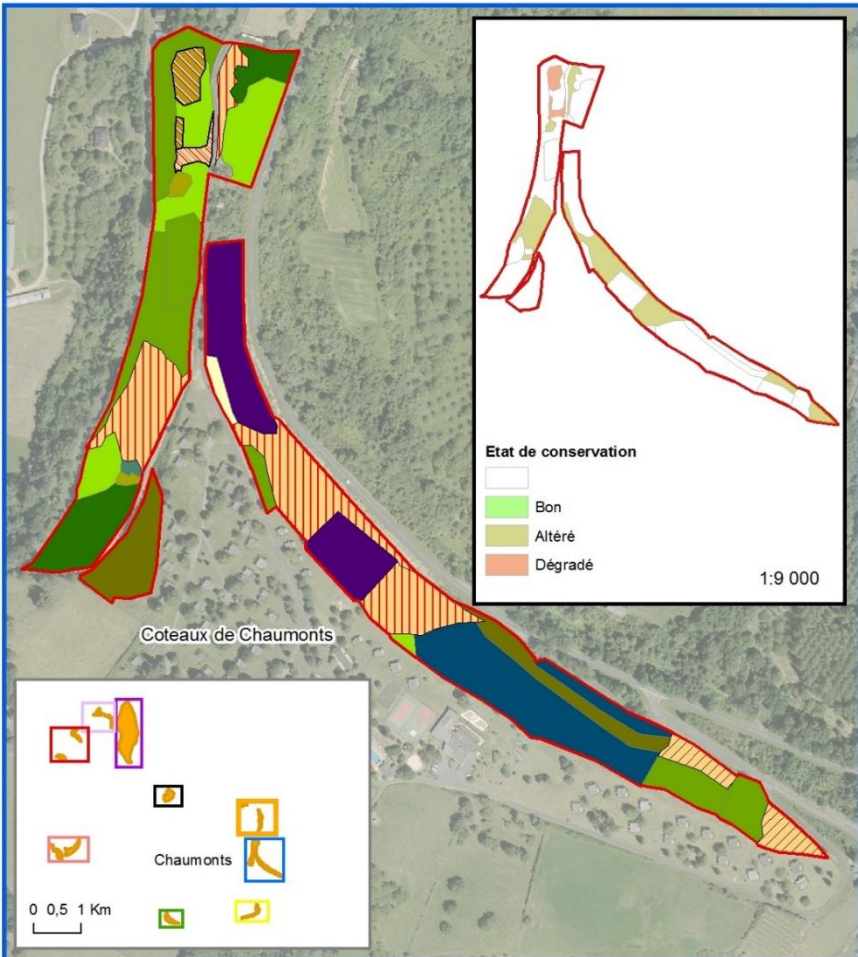 Etat de conservation
Bon
Altéré
Dégradé
1:9 000
Coteaux de Chaumonts
Chaumonts
0 0,5 1 Km